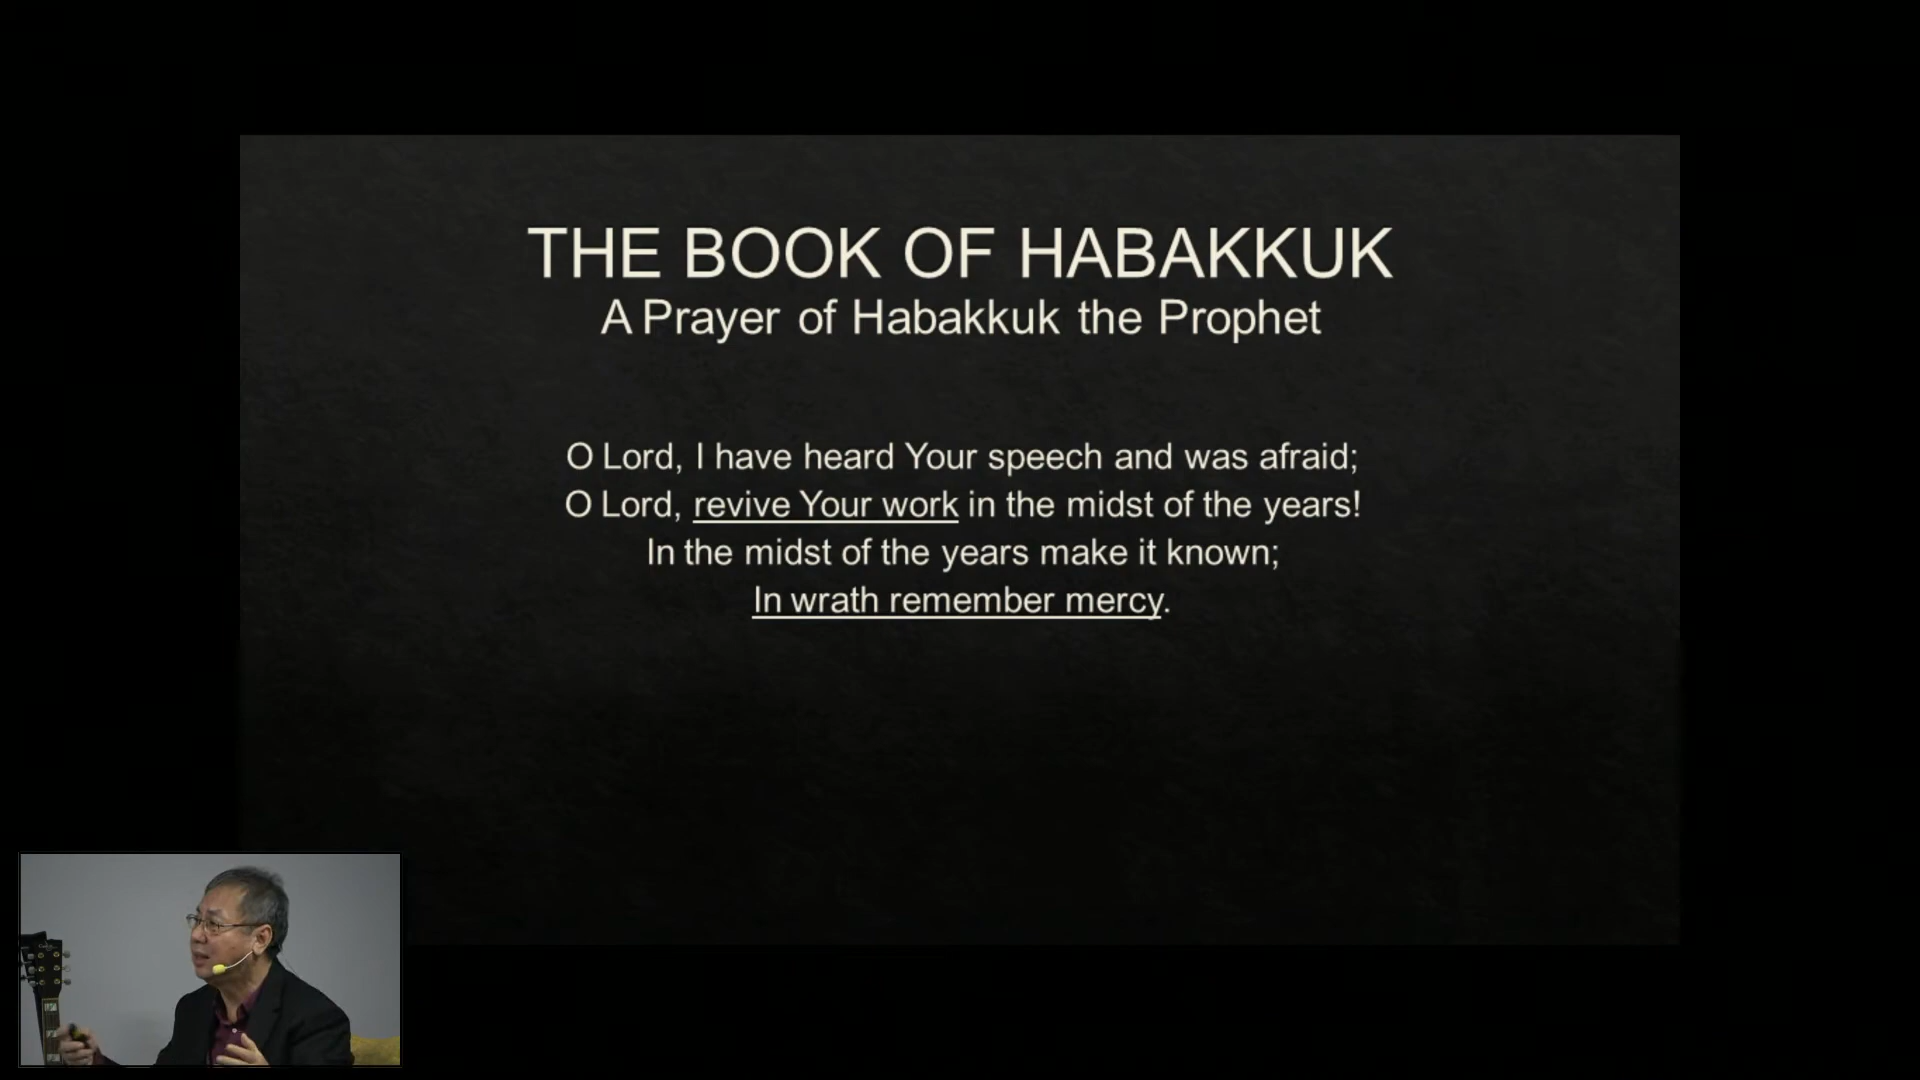 THE BOOK OF HABAKKUK
A Prayer of Habakkuk the Prophet
O Lord, I have heard Your speech and was afraid;
O Lord, revive Your work in the midst of the years!
In the midst of the years make it known;
In wrath remember mercy.